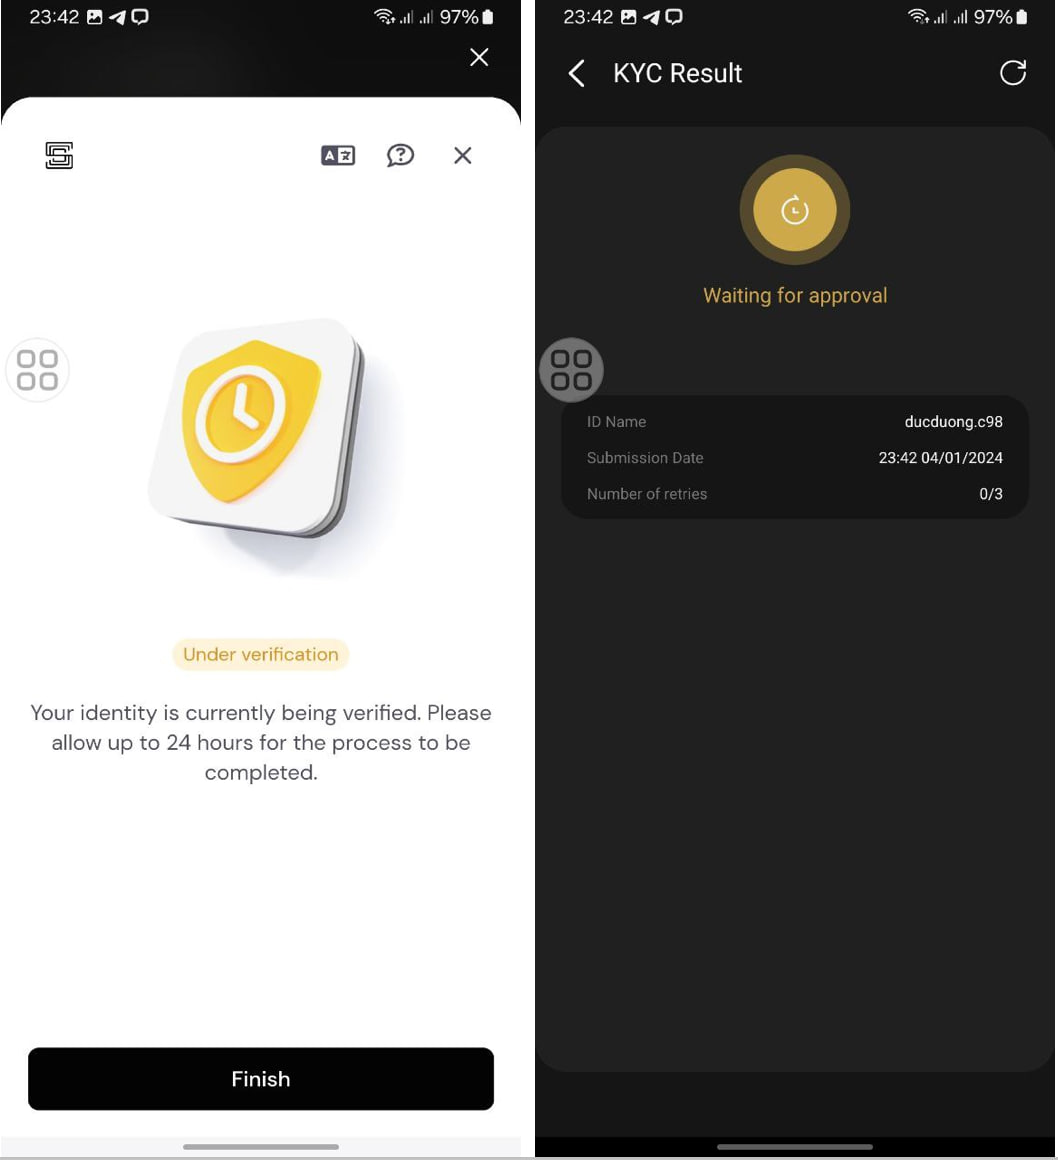 23:42 97%
Under verification
Your identity is currently being verified. Please
allow up to 24 hours for the process to be
completed.
Finish
23:42 97%
KYC Result
Waiting for approval
ID Name ducduong.c98
Submission Date 23:42 04/01/2024
Number of retries 0/3